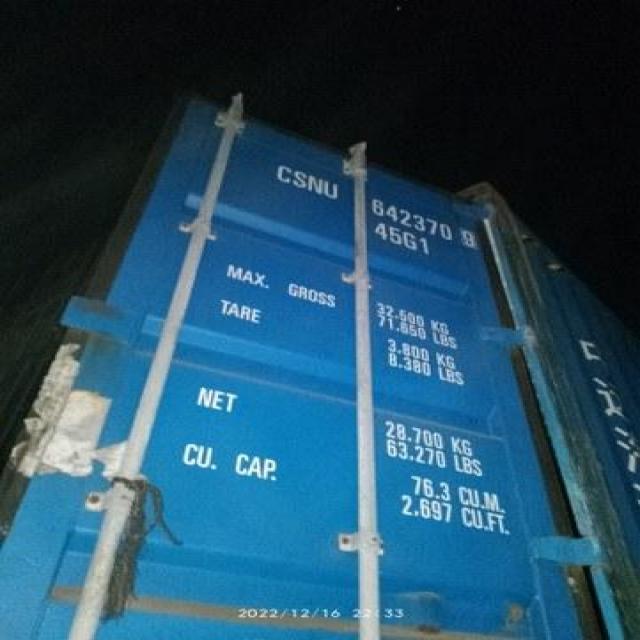 CSNU 642370 9
45G1
MAX. GROSS 32.500 KG
71.650 LBS
TARE 3.800 KG
8.380 LBS
NET 28.700 KG
63.270 LBS
CU. CAP. 76.3 CU.M.
2.697 CU.FT.
2022/12/16 22:33